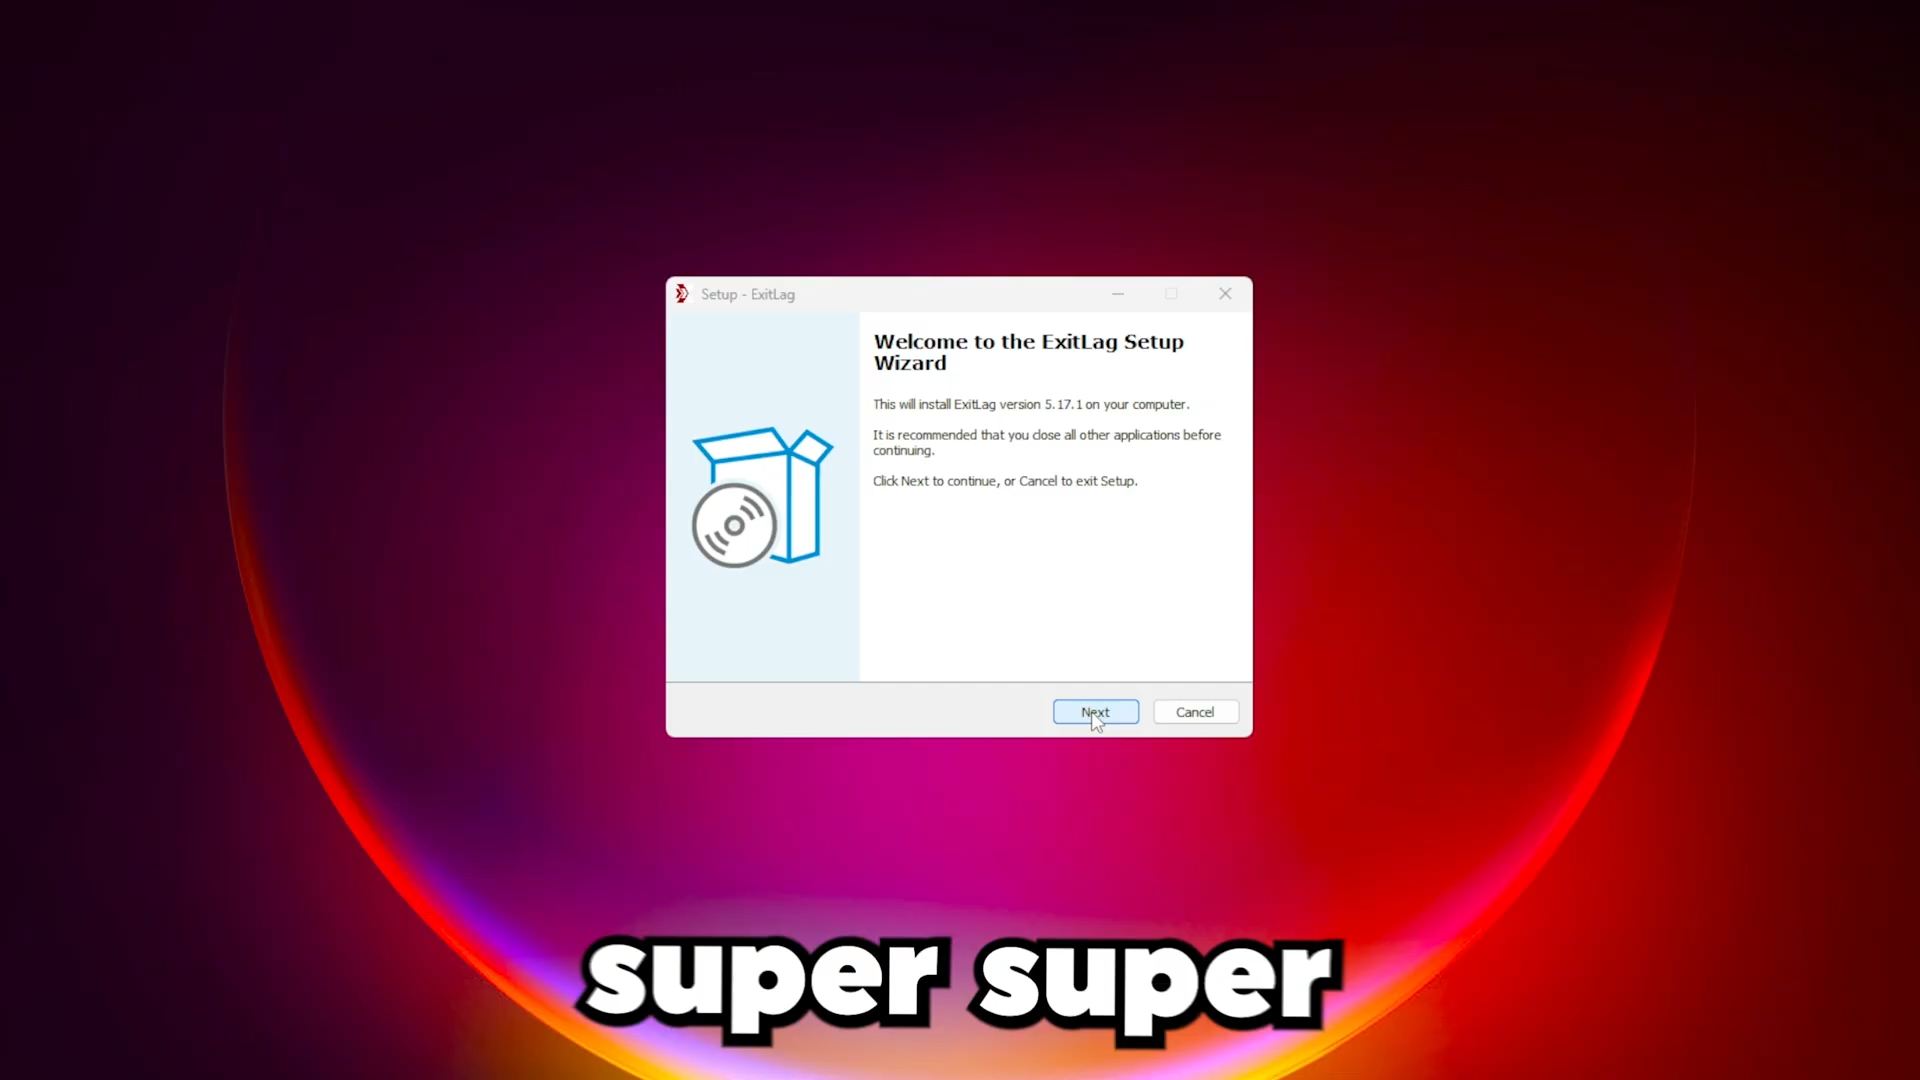 Setup - ExitLag
Welcome to the ExitLag Setup
Wizard
This will install ExitLag version 5.17.1 on your computer.
It is recommended that you close all other applications before
continuing.
Click Next to continue, or Cancel to exit Setup.
Next
Cancel
super super